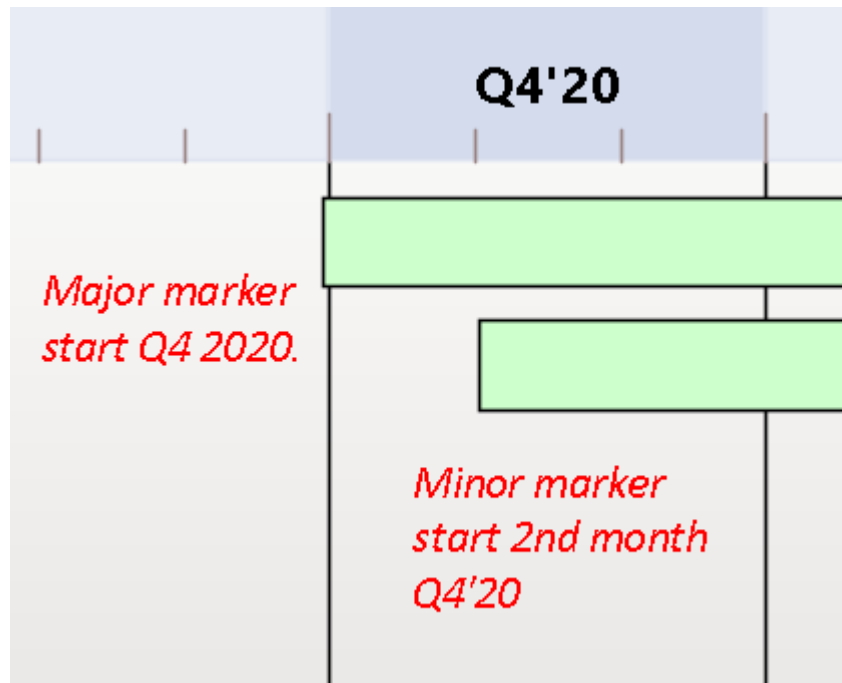 Q4'20
Major marker
start Q4 2020.
Minor marker
start 2nd month
Q4'20